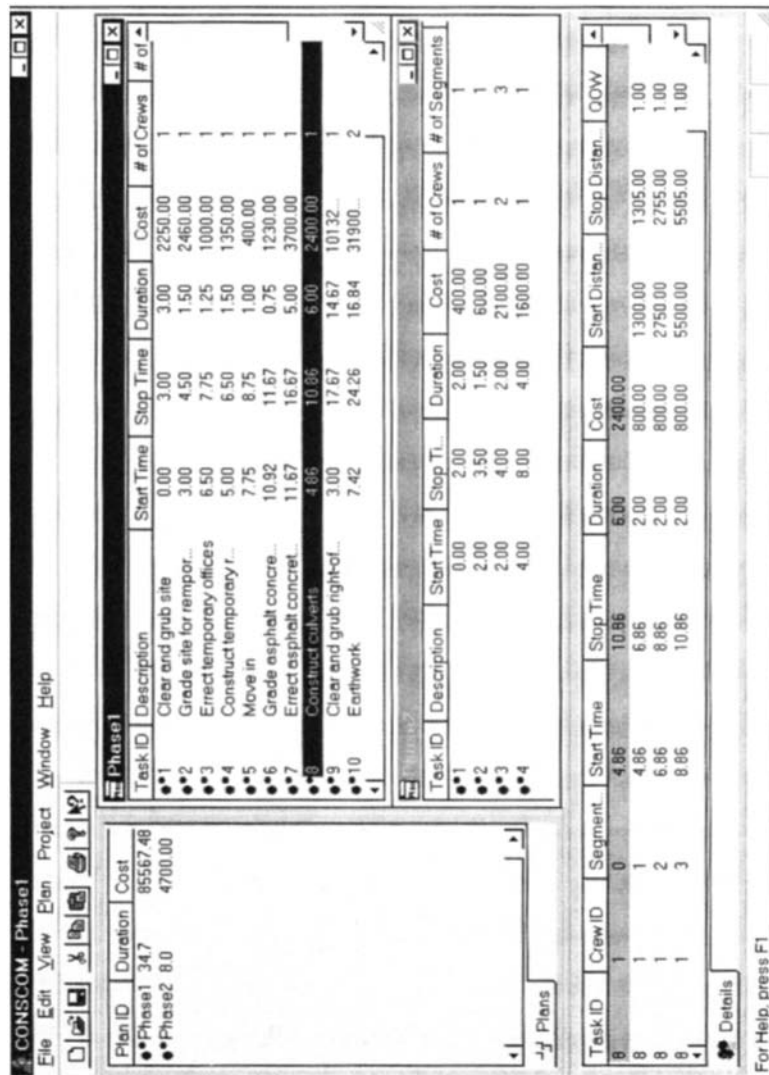 CONSCOM - Phase1
File Edit View Plan Project Window Help
Plan ID Duration Cost
Phase1 34.7 85567.48
Phase2 8.0 4700.00
Plans
Phase1
Task ID Description Start Time Stop Time Duration Cost # of Crews # of
1 Clear and grub site 0.00 3.00 3.00 2250.00 1
2 Grade site for rempor... 3.00 4.50 1.50 2460.00 1
3 Errect temporary offices 6.50 7.75 1.25 1000.00 1
4 Construct temporary r... 5.00 6.50 1.50 1350.00 1
5 Move in 7.75 8.75 1.00 400.00 1
6 Grade asphalt concre... 10.92 11.67 0.75 1230.00 1
7 Errect asphalt concret... 11.67 16.67 5.00 3700.00 1
8 Construct culverts 4.86 10.86 6.00 2400.00 1
9 Clear and grub right-of... 3.00 17.67 14.67 10132... 1
10 Earthwork 7.42 24.26 16.84 31900... 2
Task ID Description Start Time Stop Ti... Duration Cost # of Crews # of Segments
1 0.00 2.00 2.00 400.00 1 1
2 2.00 3.50 1.50 600.00 1 1
3 2.00 4.00 2.00 2100.00 2 3
4 4.00 8.00 4.00 1600.00 1 1
Task ID Crew ID Segment... Start Time Stop Time Duration Cost Start Distan... Stop Distan... QOW
8 1 0 4.86 10.86 6.00 2400.00
8 1 1 4.86 6.86 2.00 800.00 1300.00 1305.00 1.00
8 1 2 6.86 8.86 2.00 800.00 2750.00 2755.00 1.00
8 1 3 8.86 10.86 2.00 800.00 5500.00 5505.00 1.00
Details
For Help, press F1